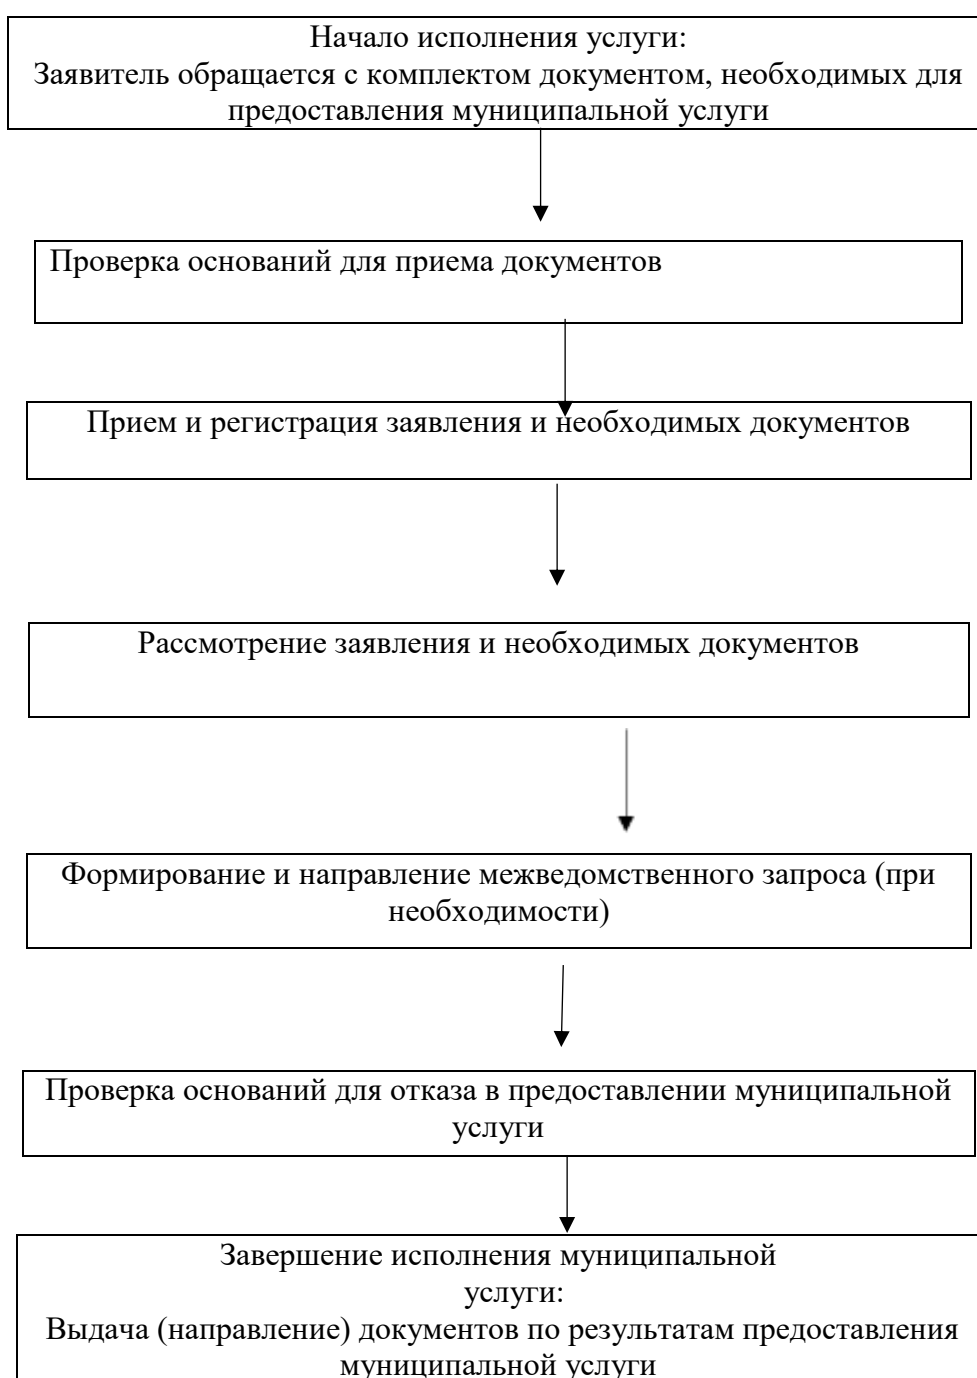 Начало исполнения услуги:
Заявитель обращается с комплектом документом, необходимых для
предоставления муниципальной услуги
Проверка оснований для приема документов
Прием и регистрация заявления и необходимых документов
Рассмотрение заявления и необходимых документов
Формирование и направление межведомственного запроса (при
необходимости)
Проверка оснований для отказа в предоставлении муниципальной
услуги
Завершение исполнения муниципальной
услуги:
Выдача (направление) документов по результатам предоставления
муниципальной услуги